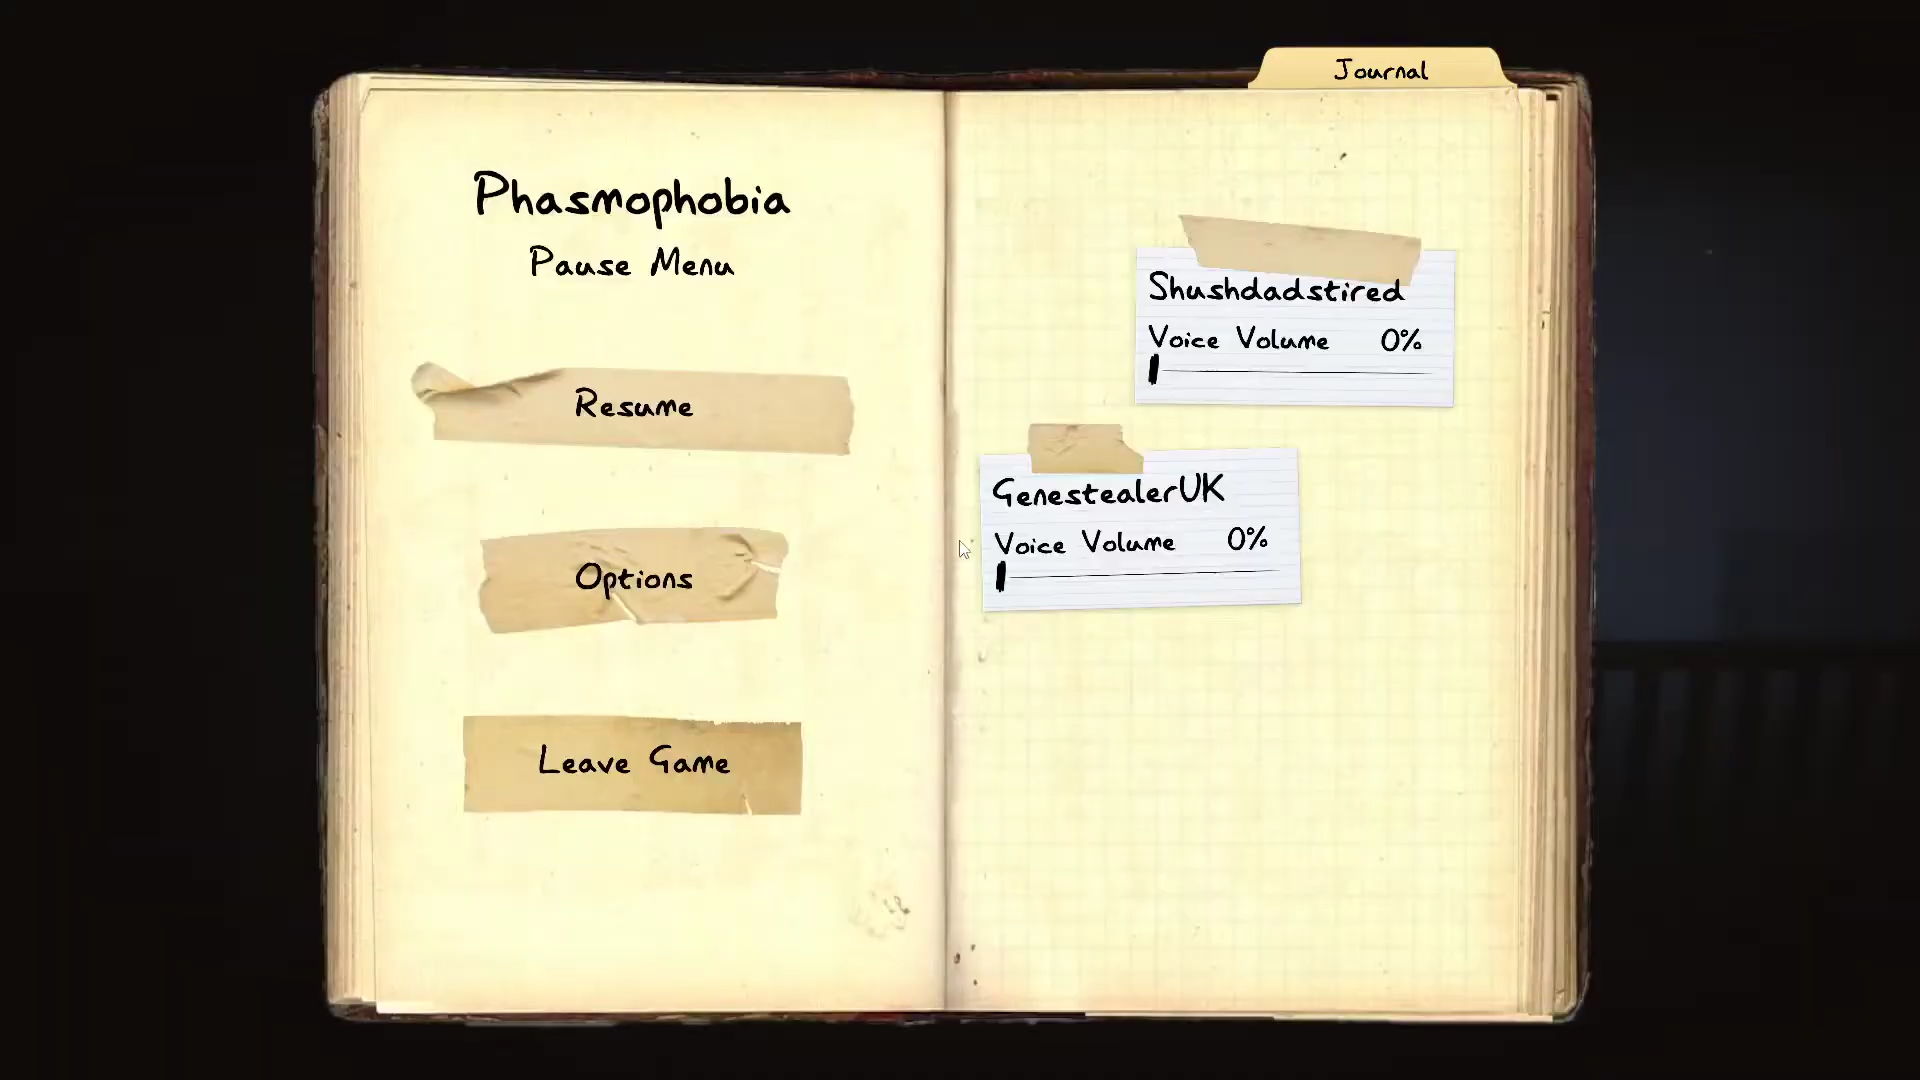 Journal
Phasmophobia
Pause Menu
Resume
Options
Leave Game
Shushdadstired
Voice Volume 0%
GenestealerUK
Voice Volume 0%